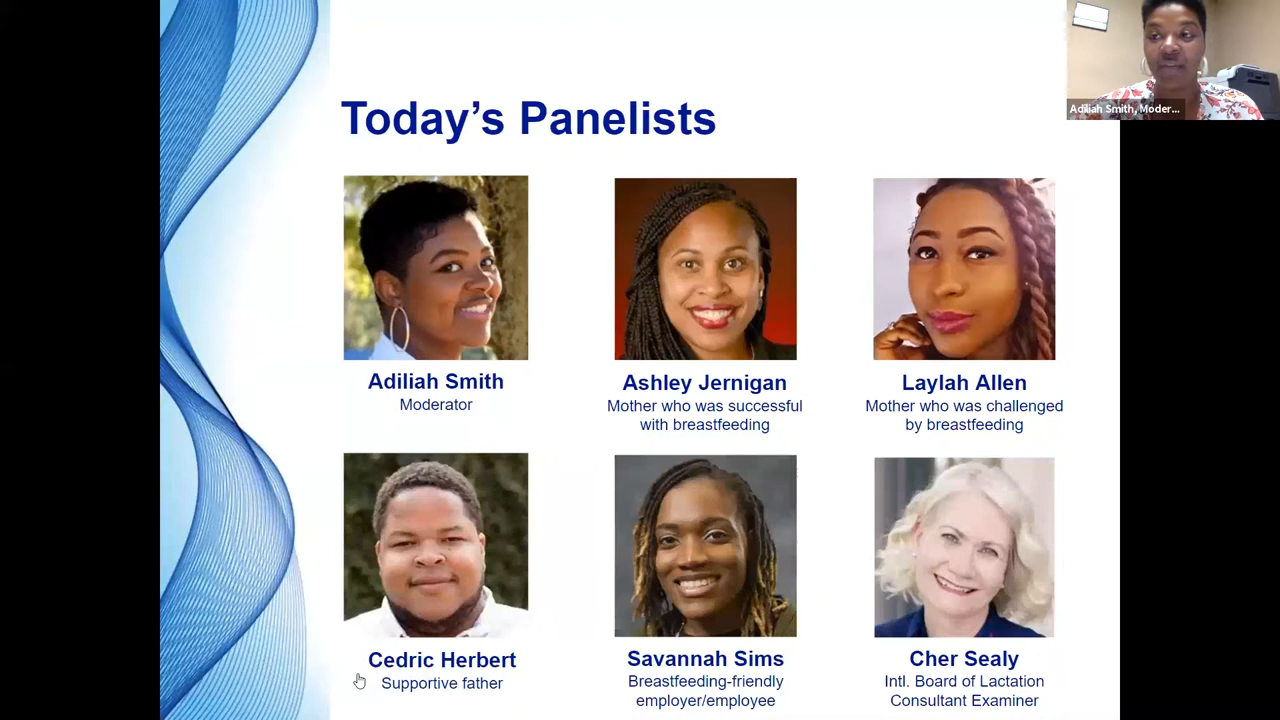 Adiliah Smith, Moder...
Today's Panelists
Adiliah Smith
Moderator
Ashley Jernigan
Mother who was successful
with breastfeeding
Laylah Allen
Mother who was challenged
by breastfeeding
Cedric Herbert
Supportive father
Savannah Sims
Breastfeeding-friendly
employer/employee
Cher Sealy
Intl. Board of Lactation
Consultant Examiner